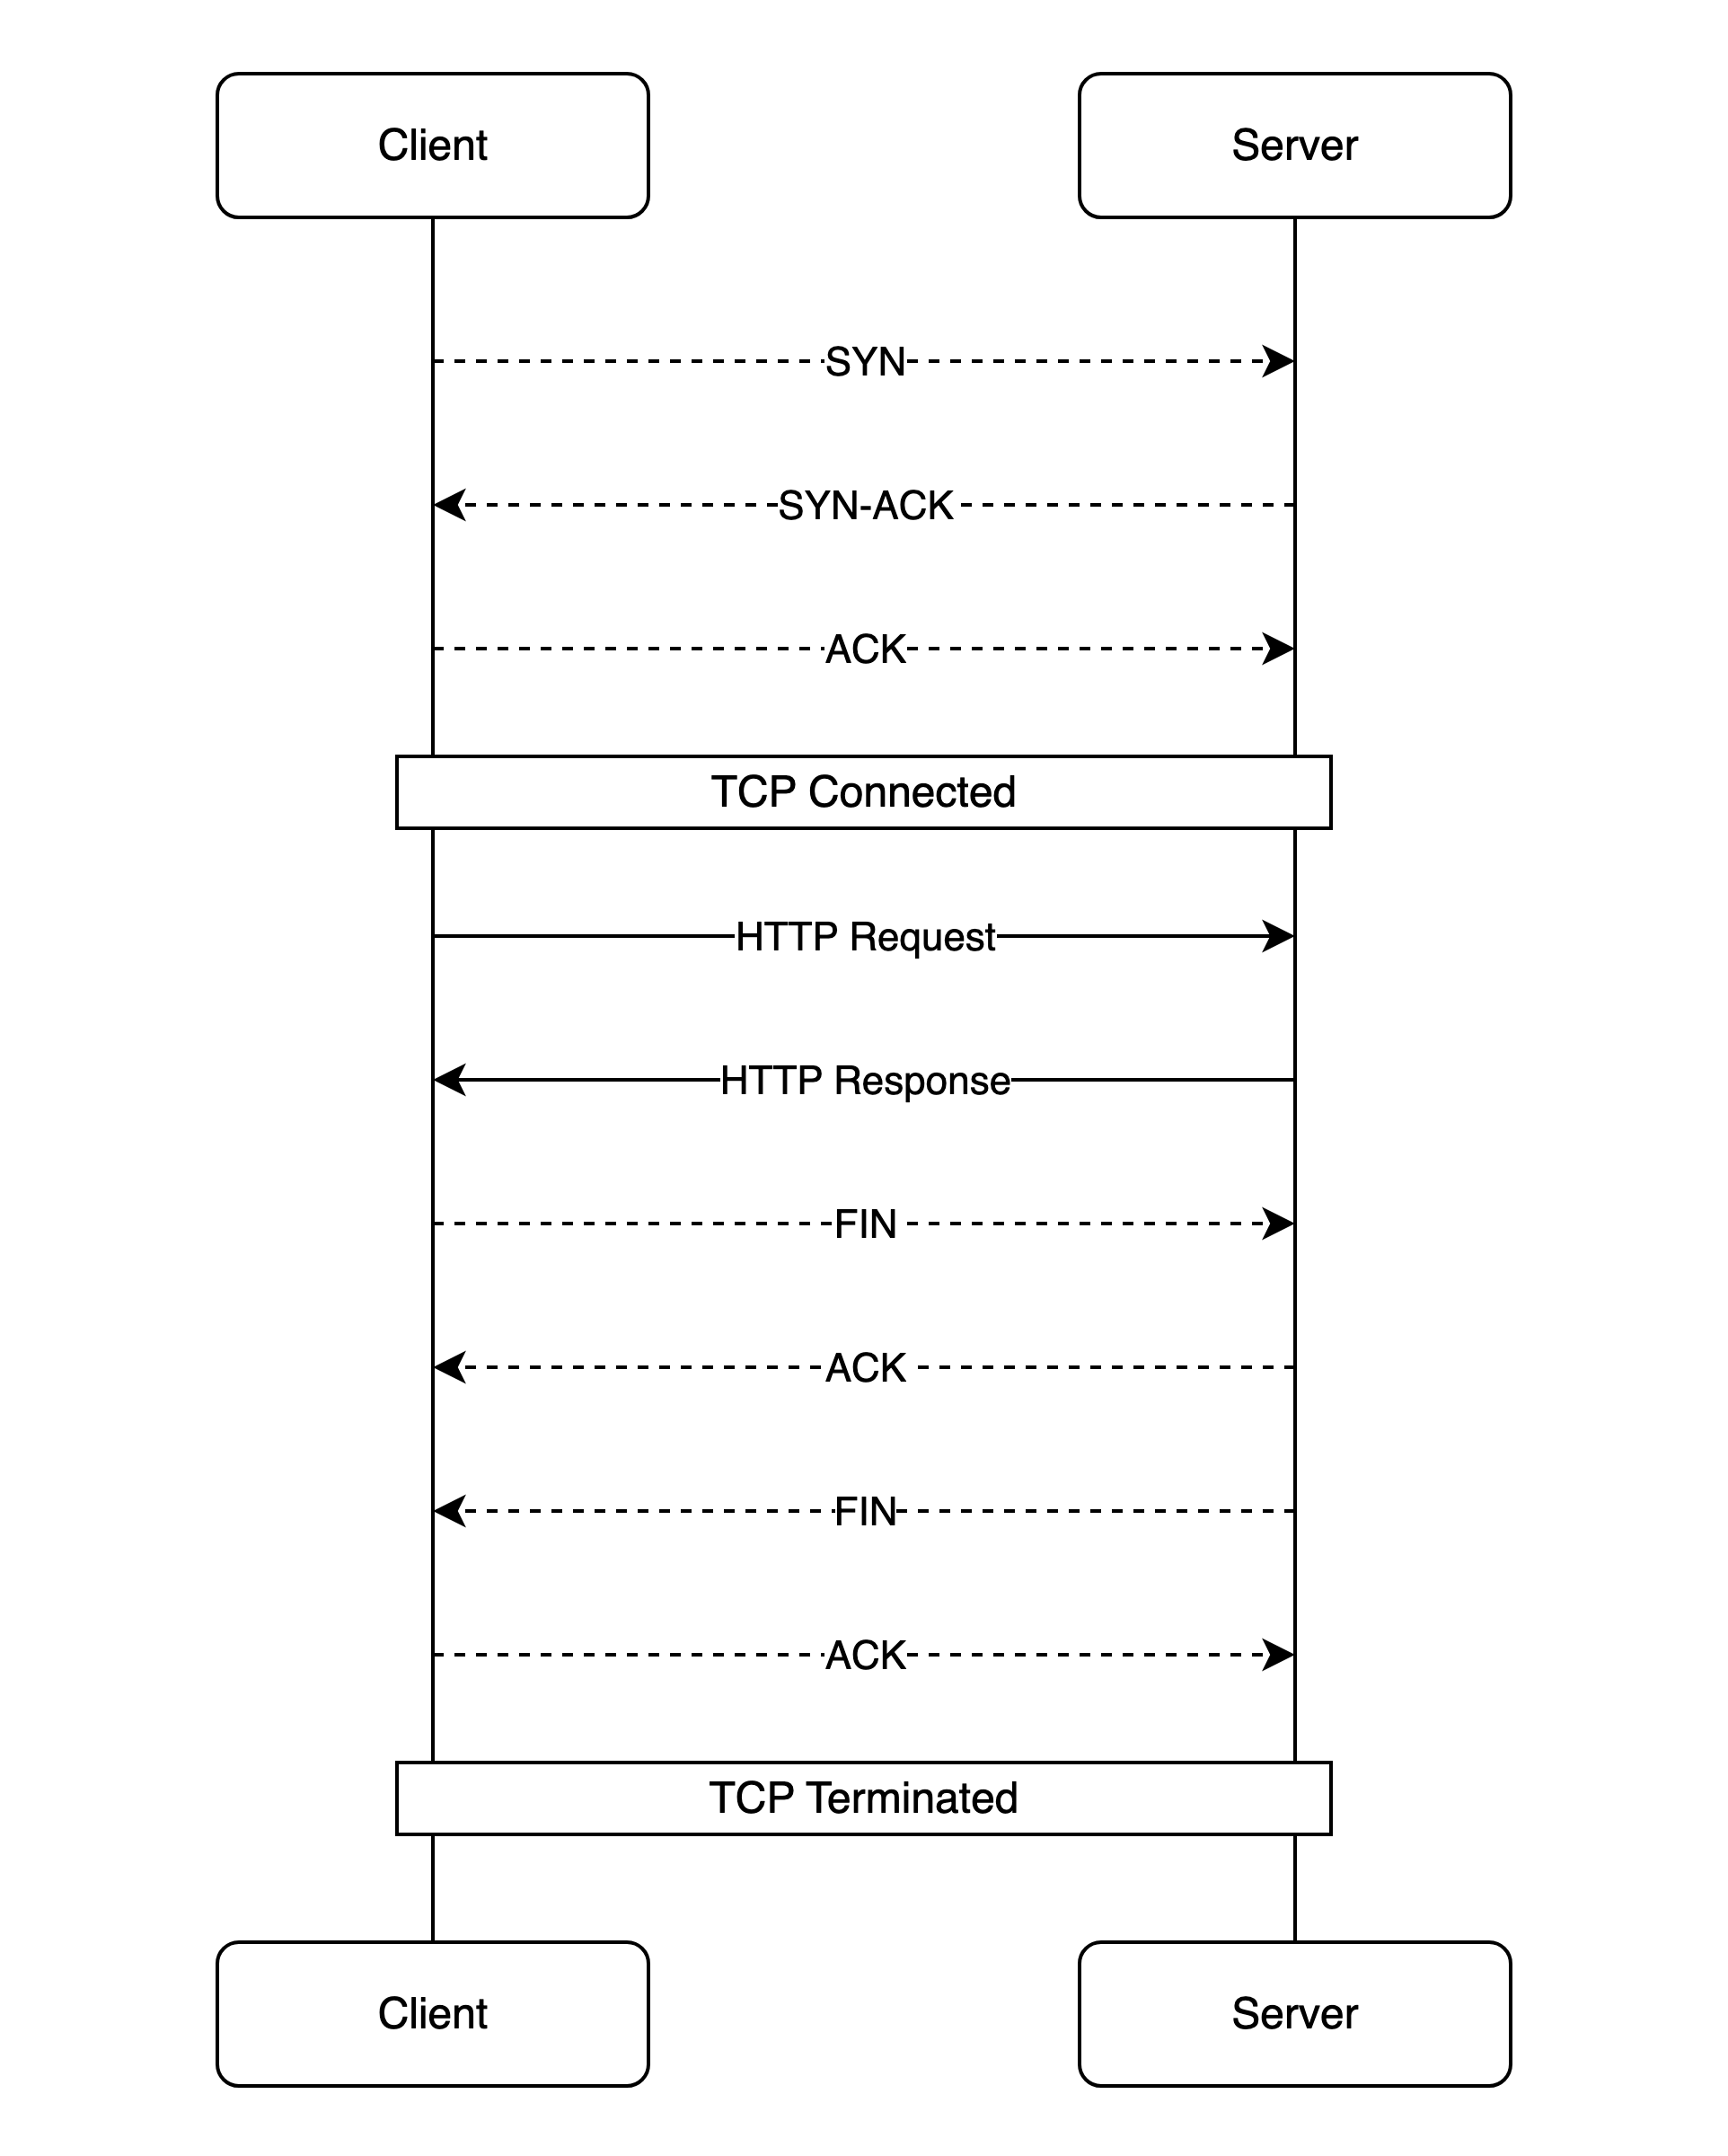 Client
Server
SYN
SYN-ACK
ACK
TCP Connected
HTTP Request
HTTP Response
FIN
ACK
FIN
ACK
TCP Terminated
Client
Server